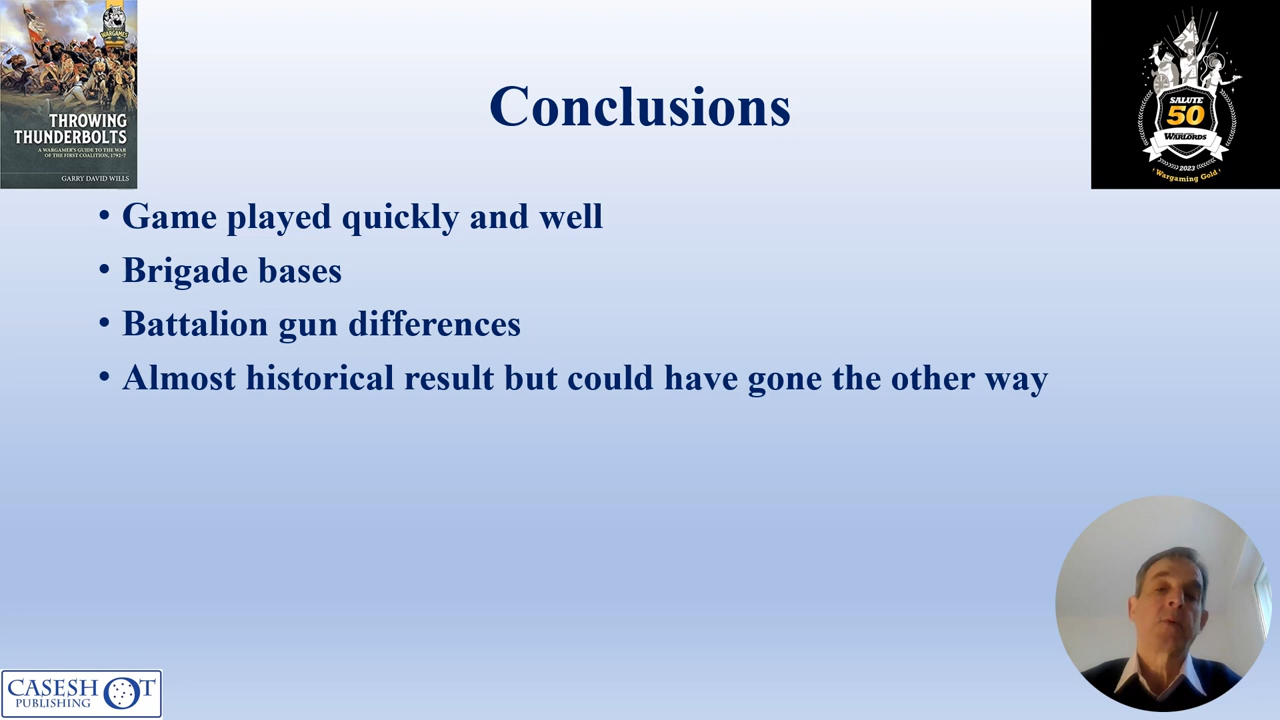 WARGAMES
THROWING
THUNDERBOLTS
A WARGAMER'S GUIDE TO THE WAR
OF THE FIRST COALITION, 1792-7
GARRY DAVID WILLS
SALUTE
50
WARLORDS
2023
Wargaming Gold
Conclusions
• Game played quickly and well
• Brigade bases
• Battalion gun differences
• Almost historical result but could have gone the other way
CASESHOT
PUBLISHING